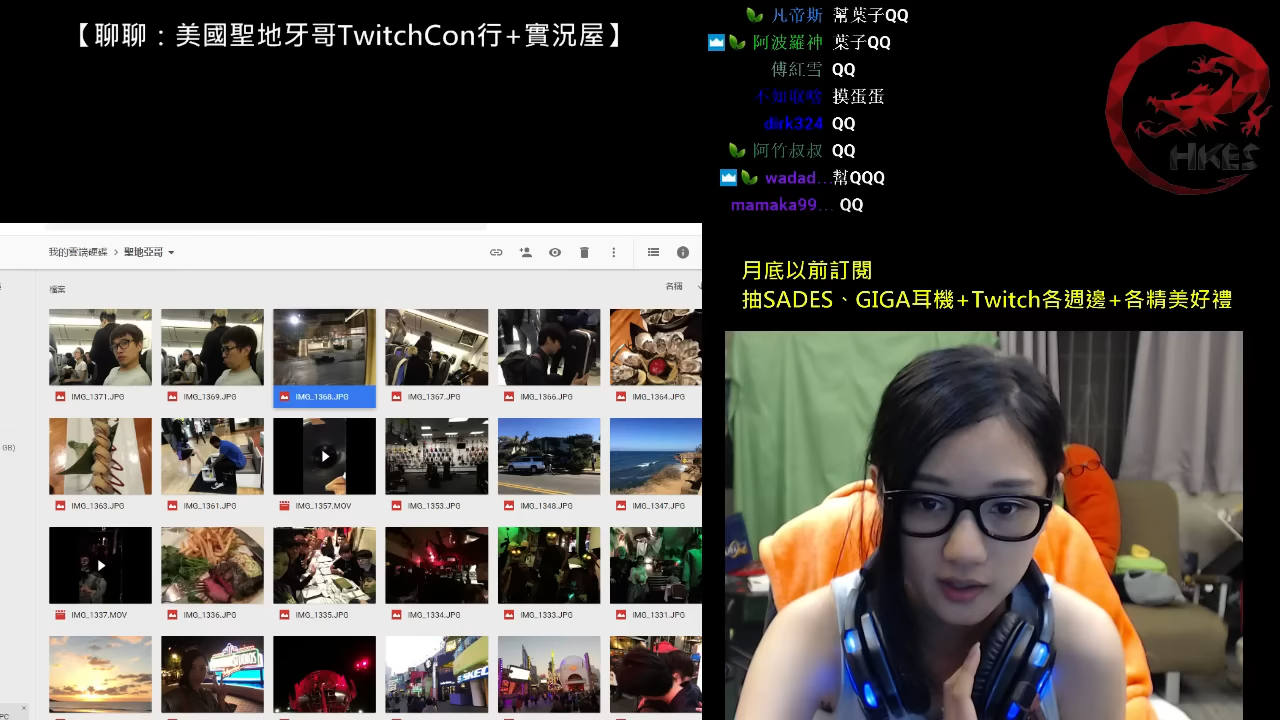 【聊聊：美國聖地牙哥TwitchCon行+實況屋】
凡帝斯 幫葉子QQ
阿波羅神 葉子QQ
傅紅雪 QQ
摸蛋蛋
dirk324 QQ
阿竹叔叔 QQ
wadad... 幫QQQ
mamaka99... QQ
HKES
月底以前訂閱
抽SADES、GIGA耳機+Twitch各週邊+各精美好禮
我的雲端硬碟 > 聖地亞哥
檔案 名稱
IMG_1371.JPG IMG_1369.JPG IMG_1368.JPG IMG_1367.JPG IMG_1366.JPG IMG_1364.JPG
GB)
IMG_1363.JPG IMG_1361.JPG IMG_1357.MOV IMG_1353.JPG IMG_1348.JPG IMG_1347.JPG
IMG_1337.MOV IMG_1336.JPG IMG_1335.JPG IMG_1334.JPG IMG_1333.JPG IMG_1331.JPG
PC